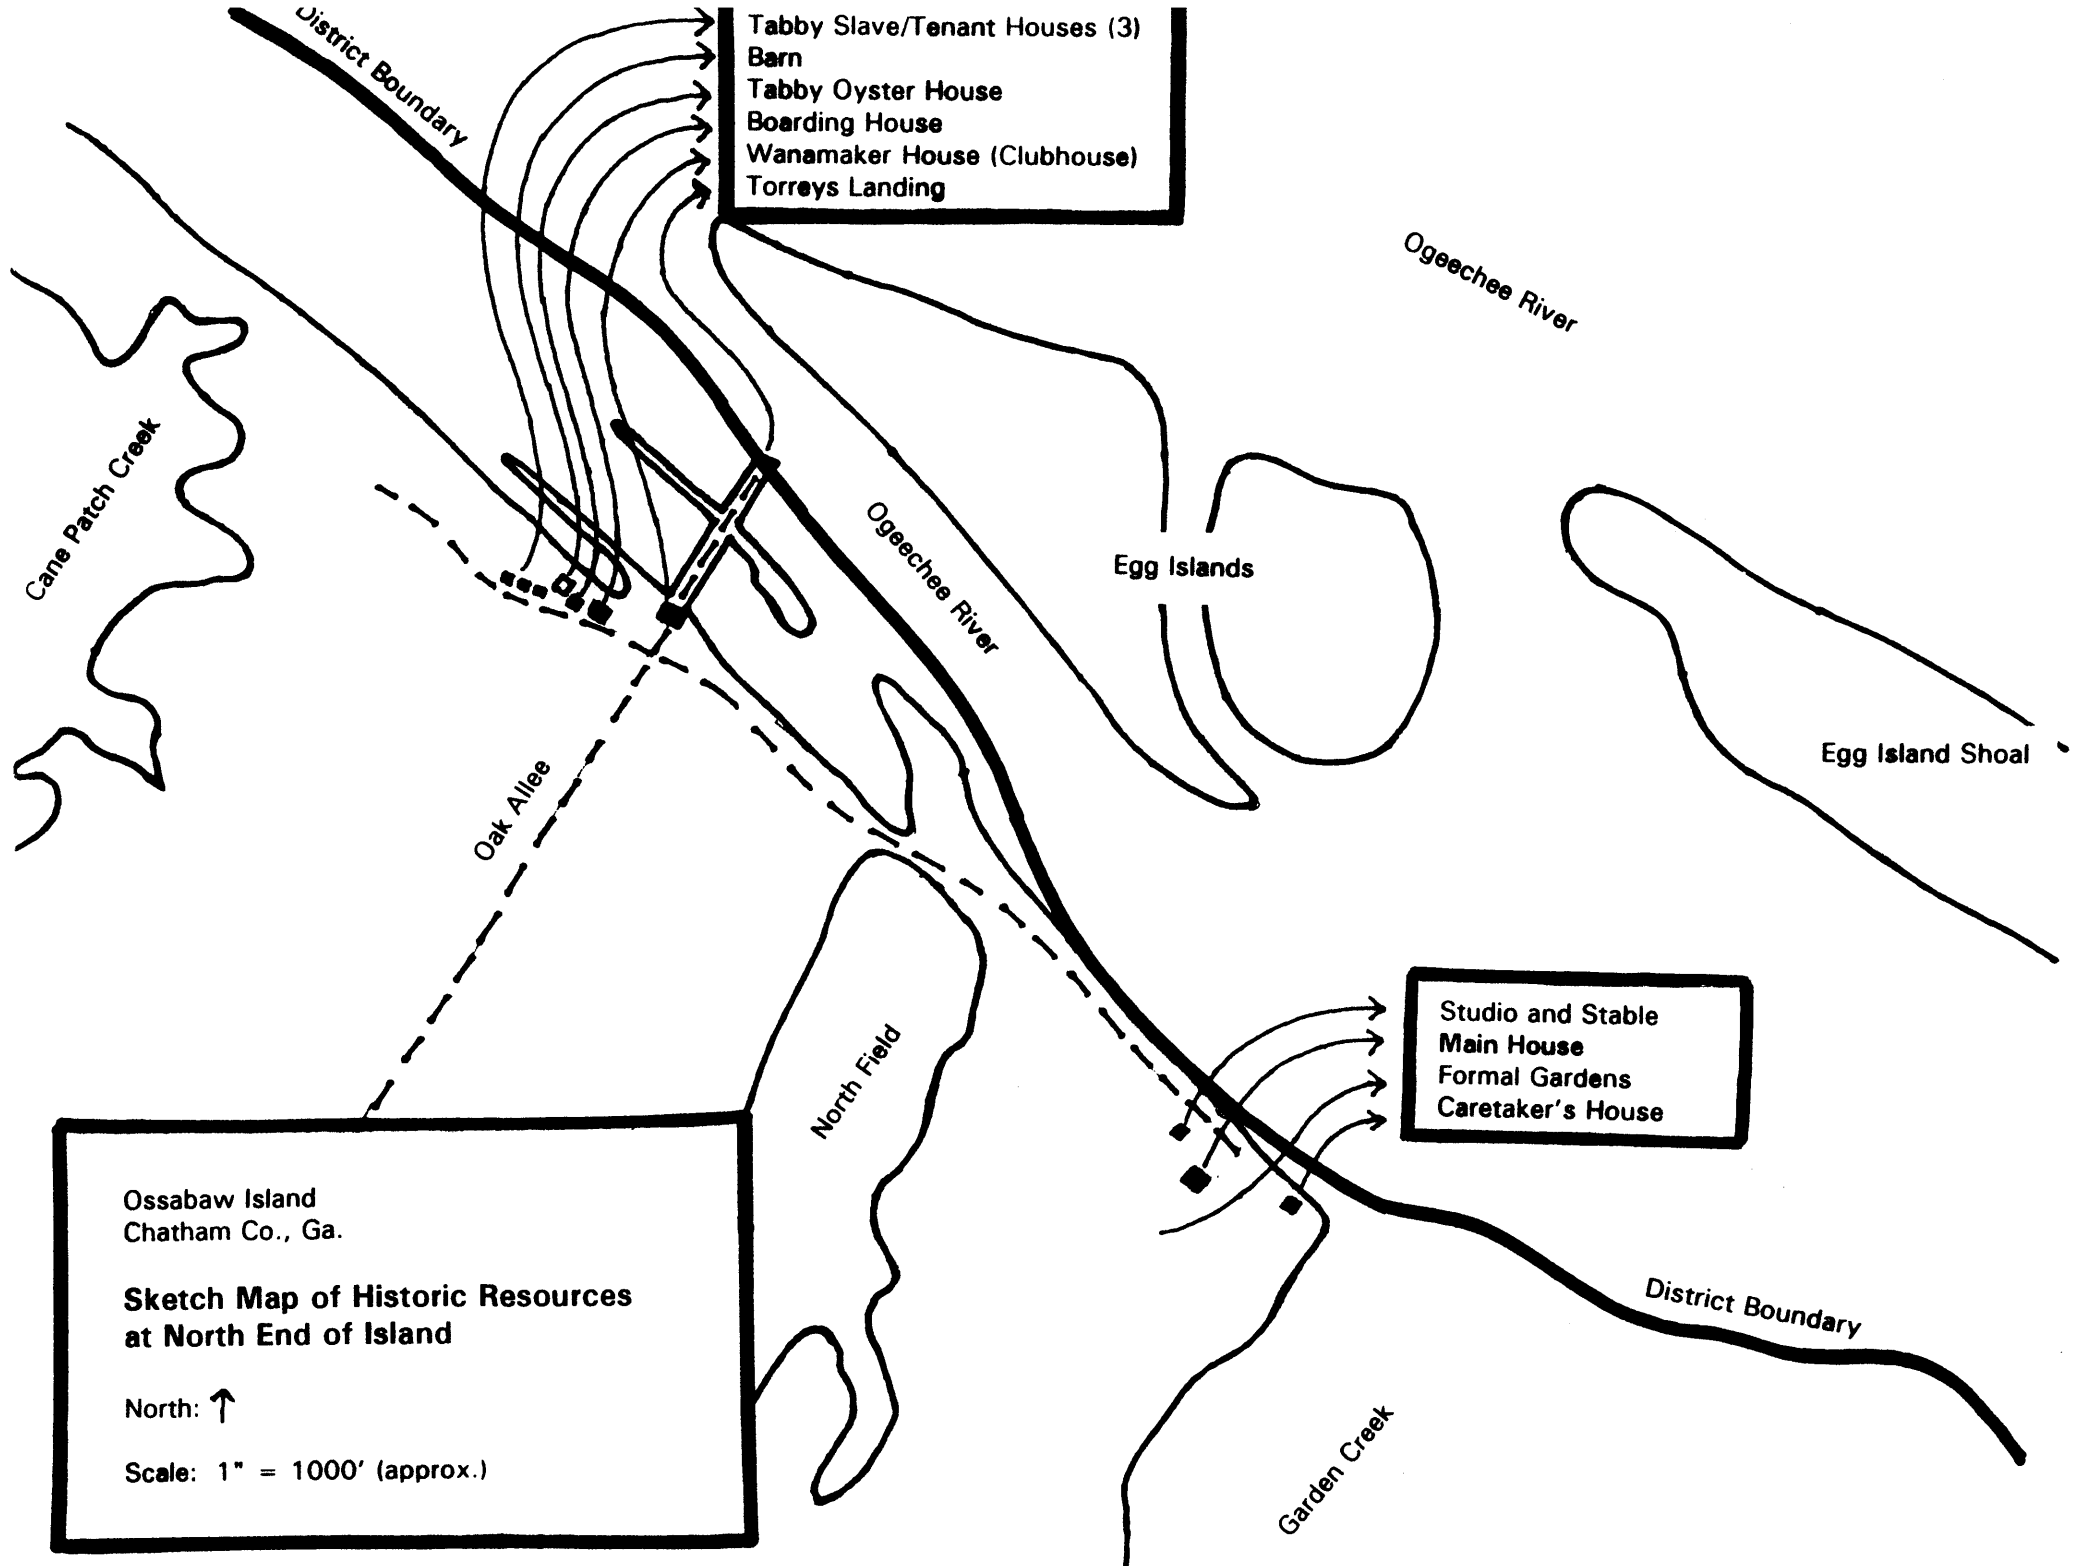 District Boundary
Tabby Slave/Tenant Houses (3)
Barn
Tabby Oyster House
Boarding House
Wanamaker House (Clubhouse)
Torreys Landing
Ogeechee River
Cane Patch Creek
Ogeechee River
Egg Islands
Egg Island Shoal
Oak Allee
North Field
Studio and Stable
Main House
Formal Gardens
Caretaker's House
Ossabaw Island
Chatham Co., Ga.
Sketch Map of Historic Resources
at North End of Island
North:
Scale: 1" = 1000' (approx.)
District Boundary
Garden Creek